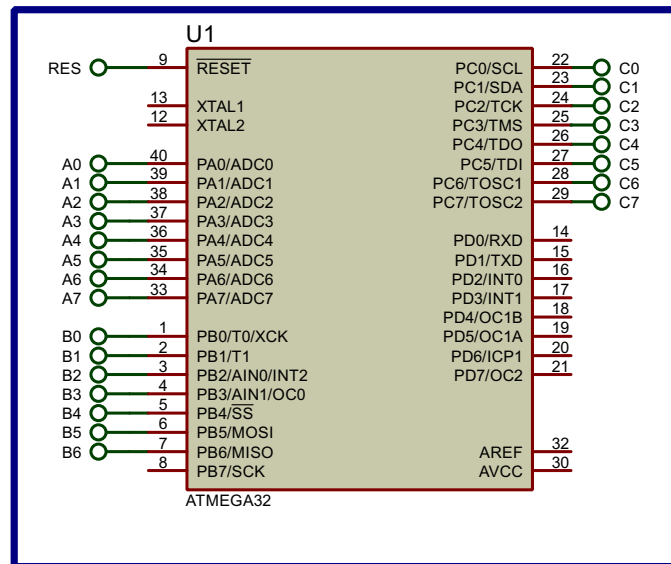 U1
RES 9 RESET PC0/SCL 22 C0
PC1/SDA 23 C1
13 XTAL1 PC2/TCK 24 C2
12 XTAL2 PC3/TMS 25 C3
PC4/TDO 26 C4
A0 40 PA0/ADC0 PC5/TDI 27 C5
A1 39 PA1/ADC1 PC6/TOSC1 28 C6
A2 38 PA2/ADC2 PC7/TOSC2 29 C7
A3 37 PA3/ADC3
A4 36 PA4/ADC4 PD0/RXD 14
A5 35 PA5/ADC5 PD1/TXD 15
A6 34 PA6/ADC6 PD2/INT0 16
A7 33 PA7/ADC7 PD3/INT1 17
PD4/OC1B 18
B0 1 PB0/T0/XCK PD5/OC1A 19
B1 2 PB1/T1 PD6/ICP1 20
B2 3 PB2/AIN0/INT2 PD7/OC2 21
B3 4 PB3/AIN1/OC0
B4 5 PB4/SS
B5 6 PB5/MOSI
B6 7 PB6/MISO AREF 32
8 PB7/SCK AVCC 30
ATMEGA32